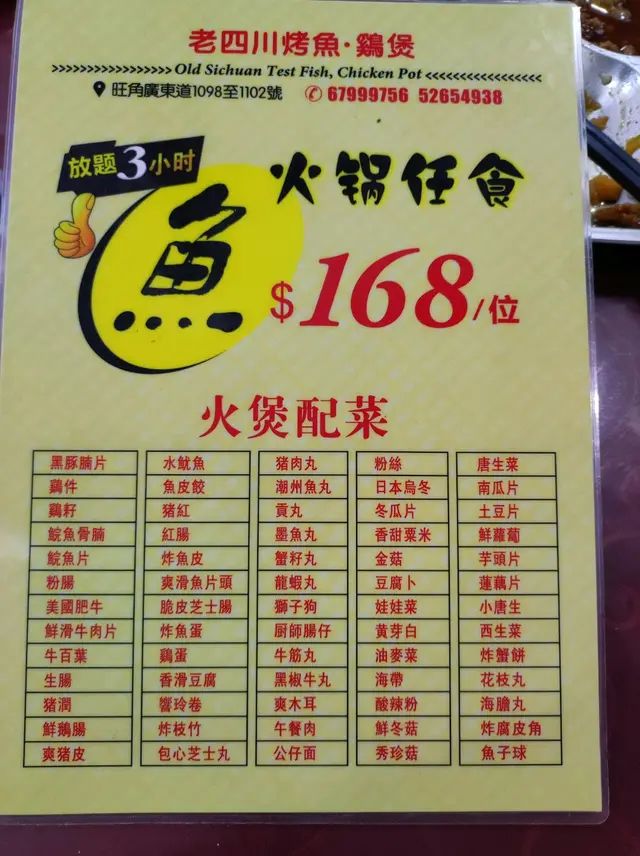 老四川烤魚·鷄煲
>>>>>>>>>>>>>>>>> Old Sichuan Test Fish, Chicken Pot <<<<<<<<<<<<<<<<<
旺角廣東道1098至1102號 67999756 52654938
放题3小时
魚
火锅任食
$168/位
火煲配菜
黑豚腩片 水魷魚 猪肉丸 粉絲 唐生菜
鷄件 魚皮餃 潮州魚丸 日本烏冬 南瓜片
鷄籽 猪紅 貢丸 冬瓜片 土豆片
鯇魚骨腩 紅腸 墨魚丸 香甜粟米 鮮蘿蔔
鯇魚片 炸魚皮 蟹籽丸 金菇 芋頭片
粉腸 爽滑魚片頭 龍蝦丸 豆腐卜 蓮藕片
美國肥牛 脆皮芝士腸 獅子狗 娃娃菜 小唐生
鮮滑牛肉片 炸魚蛋 厨師腸仔 黄芽白 西生菜
牛百葉 鷄蛋 牛筋丸 油麥菜 炸蟹餅
生腸 香滑豆腐 黑椒牛丸 海帶 花枝丸
猪潤 響玲卷 爽木耳 酸辣粉 海膽丸
鮮鵝腸 炸枝竹 午餐肉 鮮冬菇 炸腐皮角
爽猪皮 包心芝士丸 公仔面 秀珍菇 魚子球